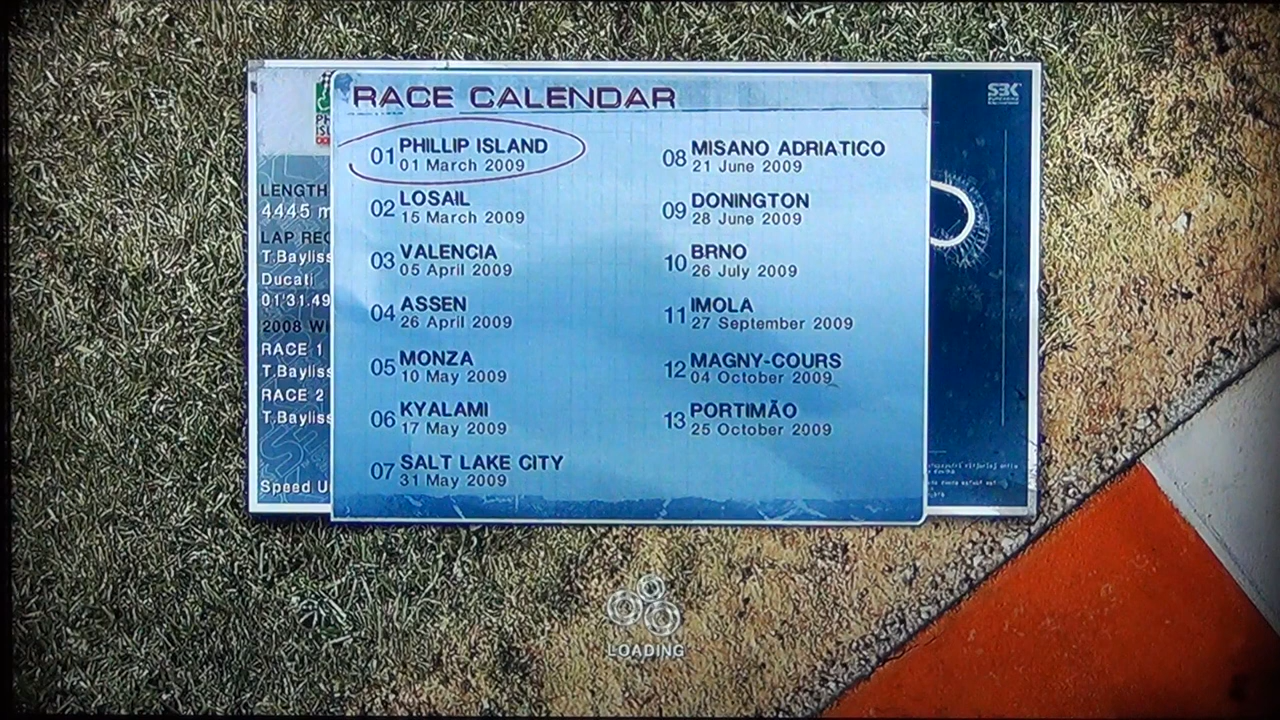 RACE CALENDAR
01 PHILLIP ISLAND
01 March 2009
02 LOSAIL
15 March 2009
03 VALENCIA
05 April 2009
04 ASSEN
26 April 2009
05 MONZA
10 May 2009
06 KYALAMI
17 May 2009
07 SALT LAKE CITY
31 May 2009
08 MISANO ADRIATICO
21 June 2009
09 DONINGTON
28 June 2009
10 BRNO
26 July 2009
11 IMOLA
27 September 2009
12 MAGNY-COURS
04 October 2009
13 PORTIMÃO
25 October 2009
SBK
LENGTH
4445 m
LAP REC
T.Bayliss
Ducati
01'31.49
2008 WI
RACE 1
T.Bayliss
RACE 2
T.Bayliss
Speed U
LOADING